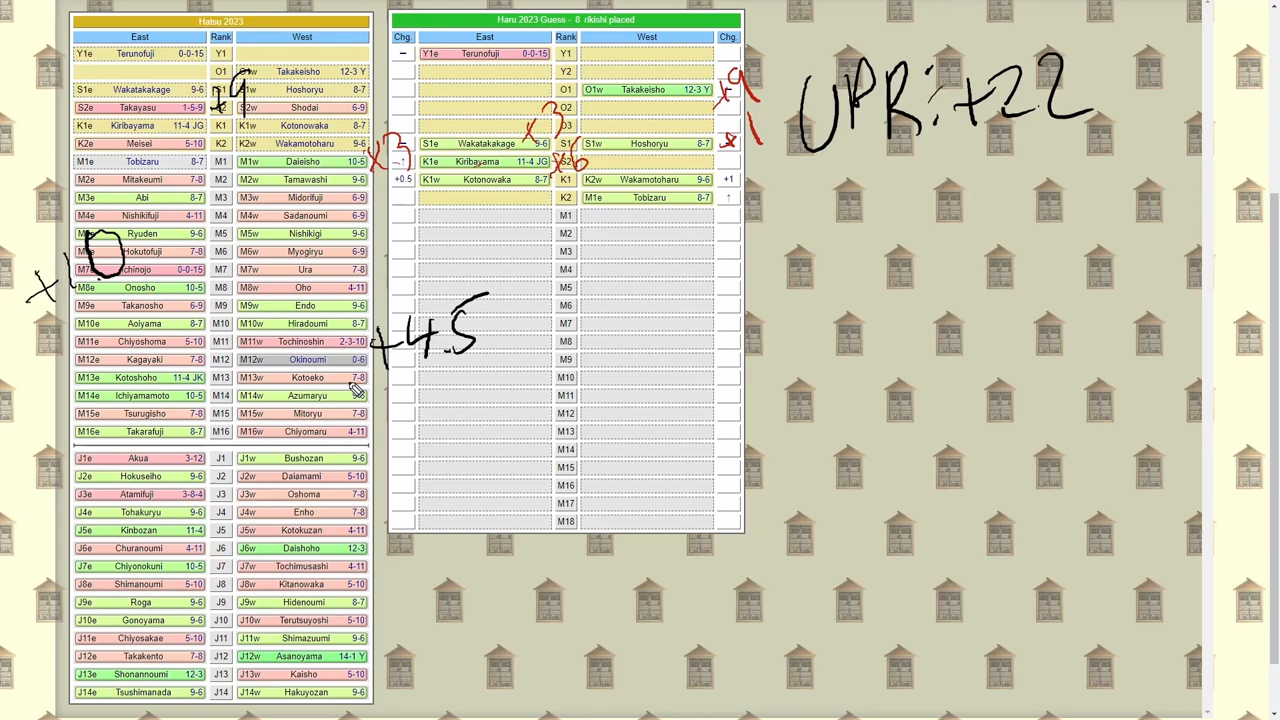 Hatsu 2023
East Rank West
Y1e Terunofuji 0-0-15 Y1
O1 Takakeisho 12-3 Y
S1e Wakatakakage 9-6 Hoshoryu 8-7
S2e Takayasu 1-5-9 Shodai 6-9
K1e Kiribayama 11-4 JG K1 K1w Kotonowaka 8-7
K2e Meisei 5-10 K2 K2w Wakamotoharu 9-6
M1e Tobizaru 8-7 M1 M1w Daleisho 10-5
M2e Mitakeumi 7-8 M2 M2w Tamawashi 9-6
M3e Abi 8-7 M3 M3w Midorifuji 6-9
M4e Nishikifuji 4-11 M4 M4w Sadanoumi 6-9
Ryuden 9-6 M5 M5w Nishikigi 9-6
Hokutofuji 7-8 M6 M6w Myogiryu 6-9
Ichinojo 0-0-15 M7 M7w Ura 7-8
M8e Onosho 10-5 M8 M8w Oho 4-11
M9e Takanosho 6-9 M9 M9w Endo 9-6
M10e Aoiyama 8-7 M10 M10w Hiradoumi 8-7
M11e Chiyoshoma 5-10 M11 M11w Tochinoshin
M12e Kagayaki 7-8 M12 M12w Okinoumi 0-6
M13e Kotoshoho 11-4 JK M13 M13w Kotoeko 7-8
M14e Ichiyamamoto 10-5 M14 M14w Azumaryu
M15e Tsurugisho 7-8 M15 M15w Mitoryu 7-8
M16e Takarafuji 8-7 M16 M16w Chiyomaru 4-11
J1e Akua 3-12 J1 J1w Bushozan 9-6
J2e Hokuseiho 9-6 J2 J2w Daiamami 5-10
J3e Atamifuji 3-8-4 J3 J3w Oshoma 7-8
J4e Tohakuryu 9-6 J4 J4w Enho 7-8
J5e Kinbozan 11-4 J5 J5w Kotokuzan 4-11
J6e Churanoumi 4-11 J6 J6w Daishoho 12-3
J7e Chiyonokuni 10-5 J7 J7w Tochimusashi 4-11
J8e Shimanoumi 5-10 J8 J8w Kitanowaka 5-10
J9e Roga 9-6 J9 J9w Hidenoumi 8-7
J10e Gonoyama 9-6 J10 J10w Terutsuyoshi 5-10
J11e Chiyosakae 5-10 J11 J11w Shimazuumi 9-6
J12e Takakento 7-8 J12 J12w Asanoyama 14-1 Y
J13e Shonannoumi 12-3 J13 J13w Kaisho 5-10
J14e Tsushimanada 9-6 J14 J14w Hakuyozan 9-6
+9
+4.5
Haru 2023 Guess - 8 rikishi placed
Chg. East Rank West Chg.
– Y1e Terunofuji 0-0-15 Y1
Y2
O1 O1w Takakeisho 12-3 Y
O2
O3
S1e Wakatakakage 9-6 S1 S1w Hoshoryu 8-7
K1e Kiribayama 11-4 JG S2
+0.5 K1w Kotonowaka 8-7 K1 K2w Wakamotoharu 9-6 +1
K2 M1e Tobizaru 8-7 ↑
M1
M2
M3
M4
M5
M6
M7
M8
M9
M10
M11
M12
M13
M14
M15
M16
M17
M18
x3
x3
x6
x9
UPR:+22